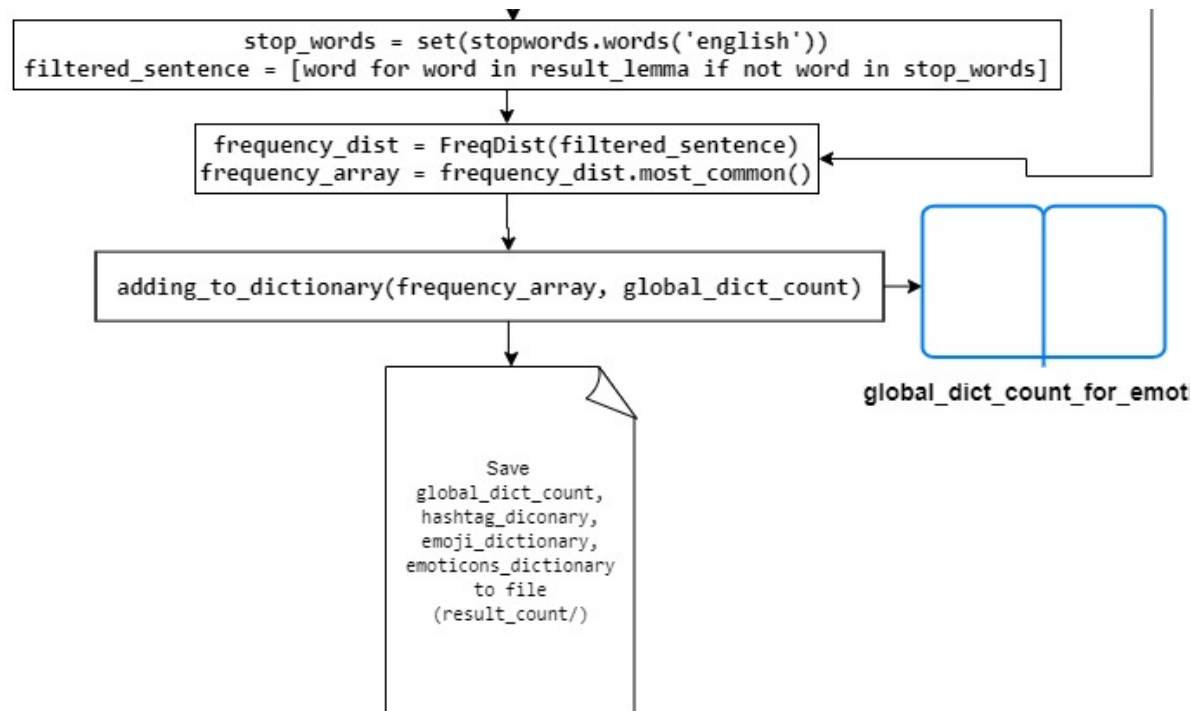 stop_words = set(stopwords.words('english'))
filtered_sentence = [word for word in result_lemma if not word in stop_words]
frequency_dist = FreqDist(filtered_sentence)
frequency_array = frequency_dist.most_common()
adding_to_dictionary(frequency_array, global_dict_count)
global_dict_count_for_emoti
Save
global_dict_count,
hashtag_diconary,
emoji_dictionary,
emoticons_dictionary
to file
(result_count/)